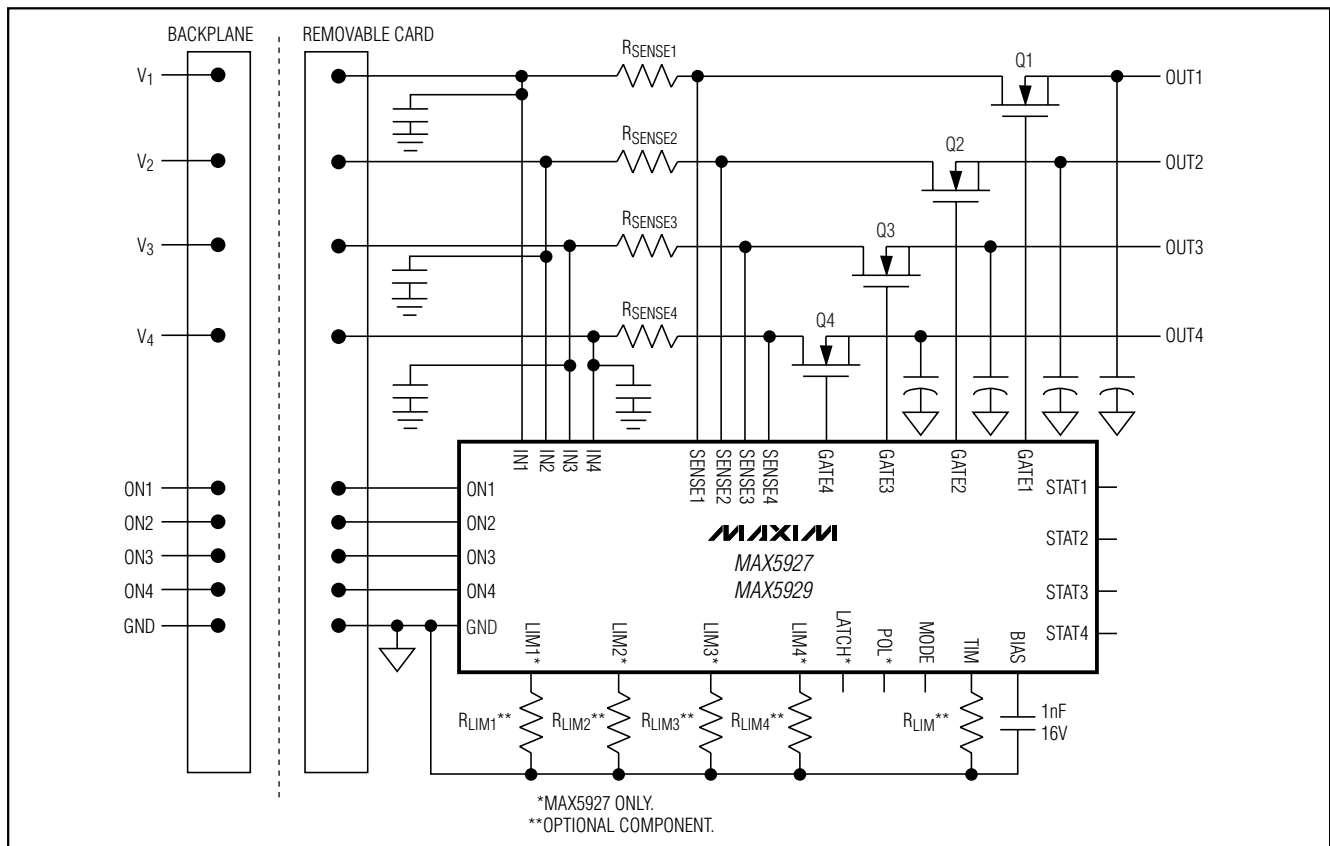 BACKPLANE
REMOVABLE CARD
V1
RSENSE1
Q1
OUT1
V2
RSENSE2
Q2
OUT2
V3
RSENSE3
Q3
OUT3
V4
RSENSE4
Q4
OUT4
IN1
IN2
IN3
IN4
SENSE1
SENSE2
SENSE3
SENSE4
GATE4
GATE3
GATE2
GATE1
ON1
ON1
STAT1
ON2
ON2
ON3
ON3
ON4
ON4
GND
GND
MAXIM
MAX5927
MAX5929
STAT2
STAT3
STAT4
LIM1*
LIM2*
LIM3*
LIM4*
LATCH*
POL*
MODE
TIM
BIAS
RLIM1**
RLIM2**
RLIM3**
RLIM4**
RLIM**
1nF
16V
*MAX5927 ONLY.
**OPTIONAL COMPONENT.